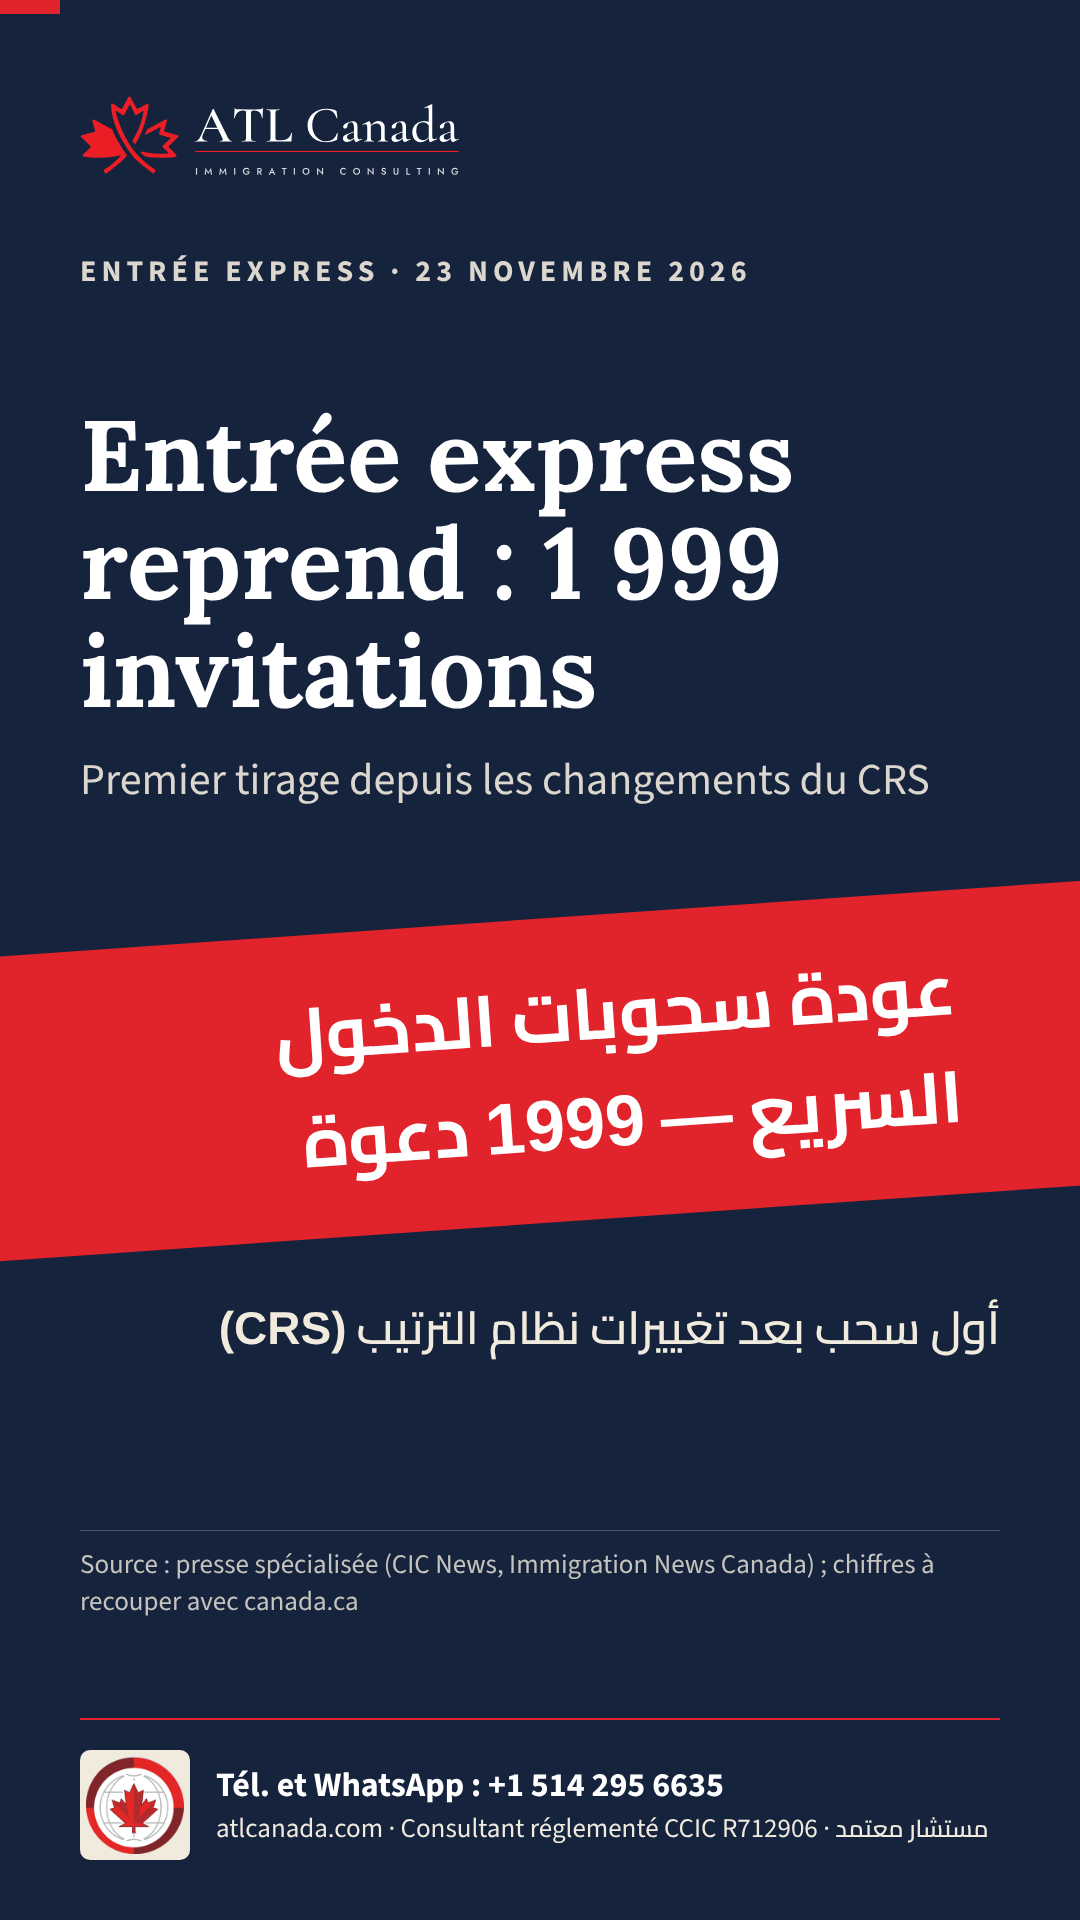 ATL Canada
IMMIGRATION CONSULTING
ENTRÉE EXPRESS · 23 NOVEMBRE 2026
Entrée express
reprend : 1 999
invitations
Premier tirage depuis les changements du CRS
عودة سحوبات الدخول
السريع — 1999 دعوة
أول سحب بعد تغييرات نظام الترتيب (CRS)
Source : presse spécialisée (CIC News, Immigration News Canada) ; chiffres à
recouper avec canada.ca
Tél. et WhatsApp : +1 514 295 6635
atlcanada.com · Consultant réglementé CCIC R712906 · مستشار معتمد